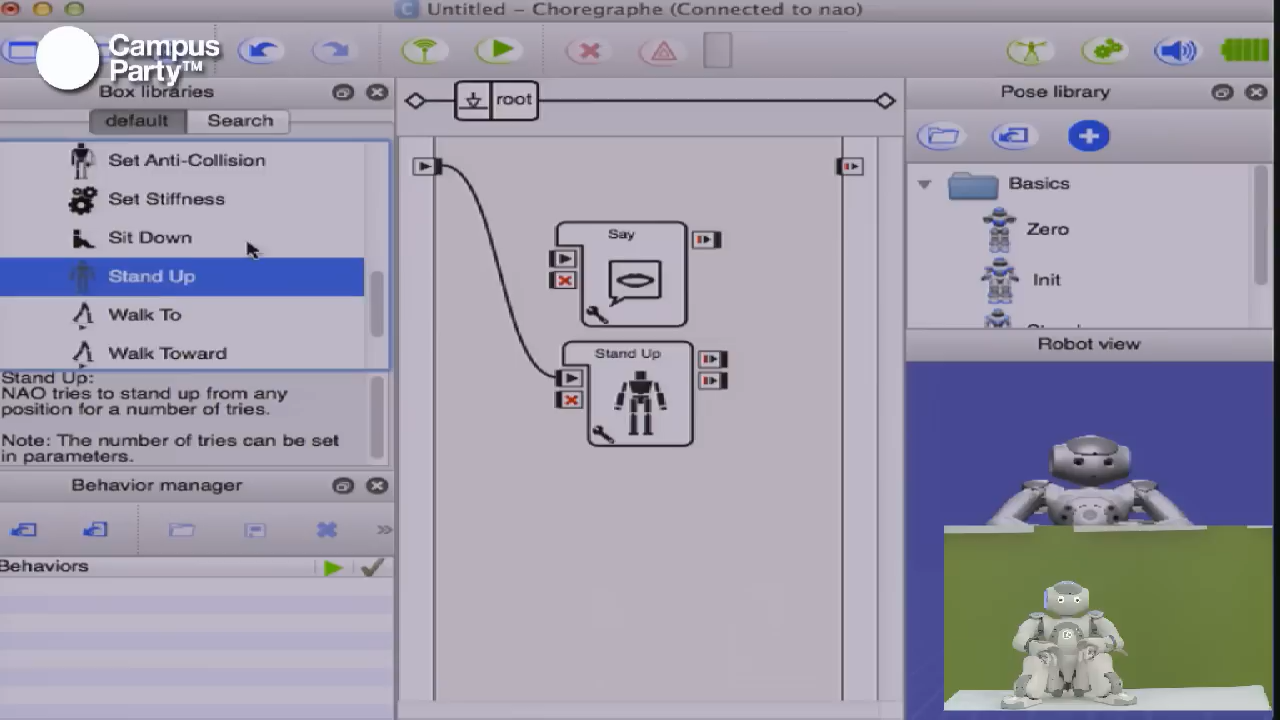 Untitled – Choregraphe (Connected to nao)
Campus
Party™
Box libraries
default
Search
Set Anti-Collision
Set Stiffness
Sit Down
Stand Up
Walk To
Walk Toward
Stand Up:
NAO tries to stand up from any
position for a number of tries.
Note: The number of tries can be set
in parameters.
Behavior manager
Behaviors
root
Say
Stand Up
Pose library
Basics
Zero
Init
Robot view